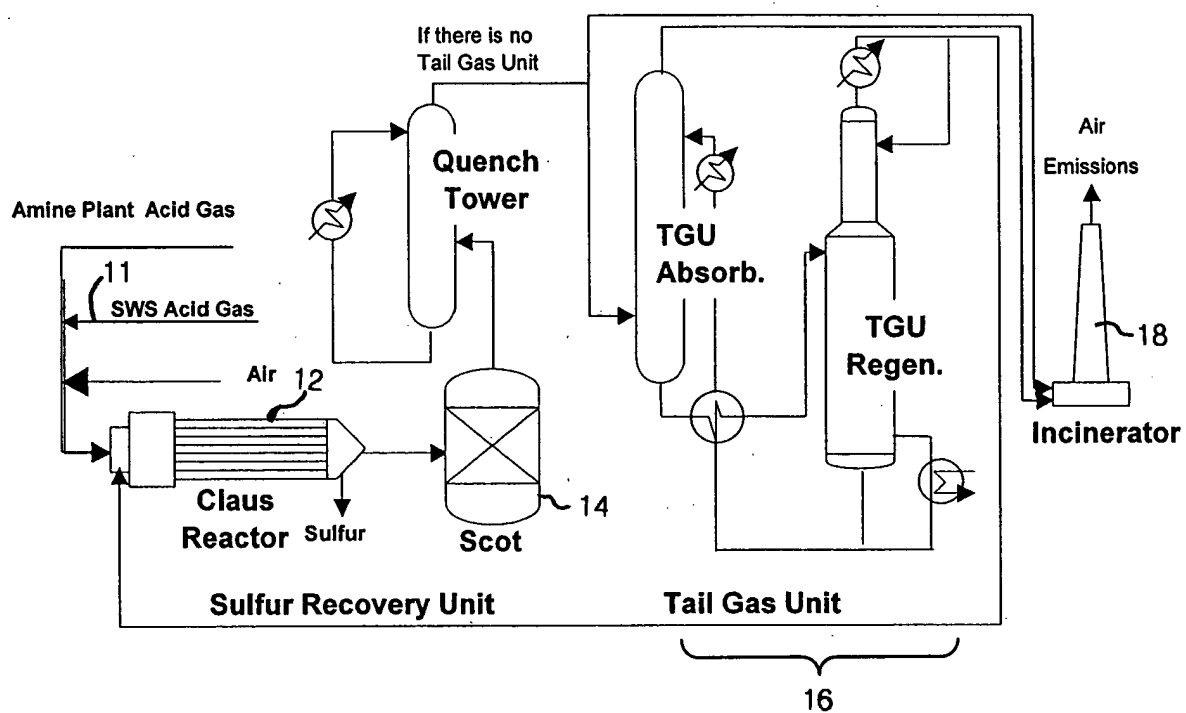 If there is no
Tail Gas Unit
Quench
Tower
Air
Emissions
Amine Plant Acid Gas
TGU
Absorb.
11
SWS Acid Gas
TGU
Regen.
18
Air
12
Incinerator
Claus
Reactor
Sulfur
14
Scot
Sulfur Recovery Unit
Tail Gas Unit
16